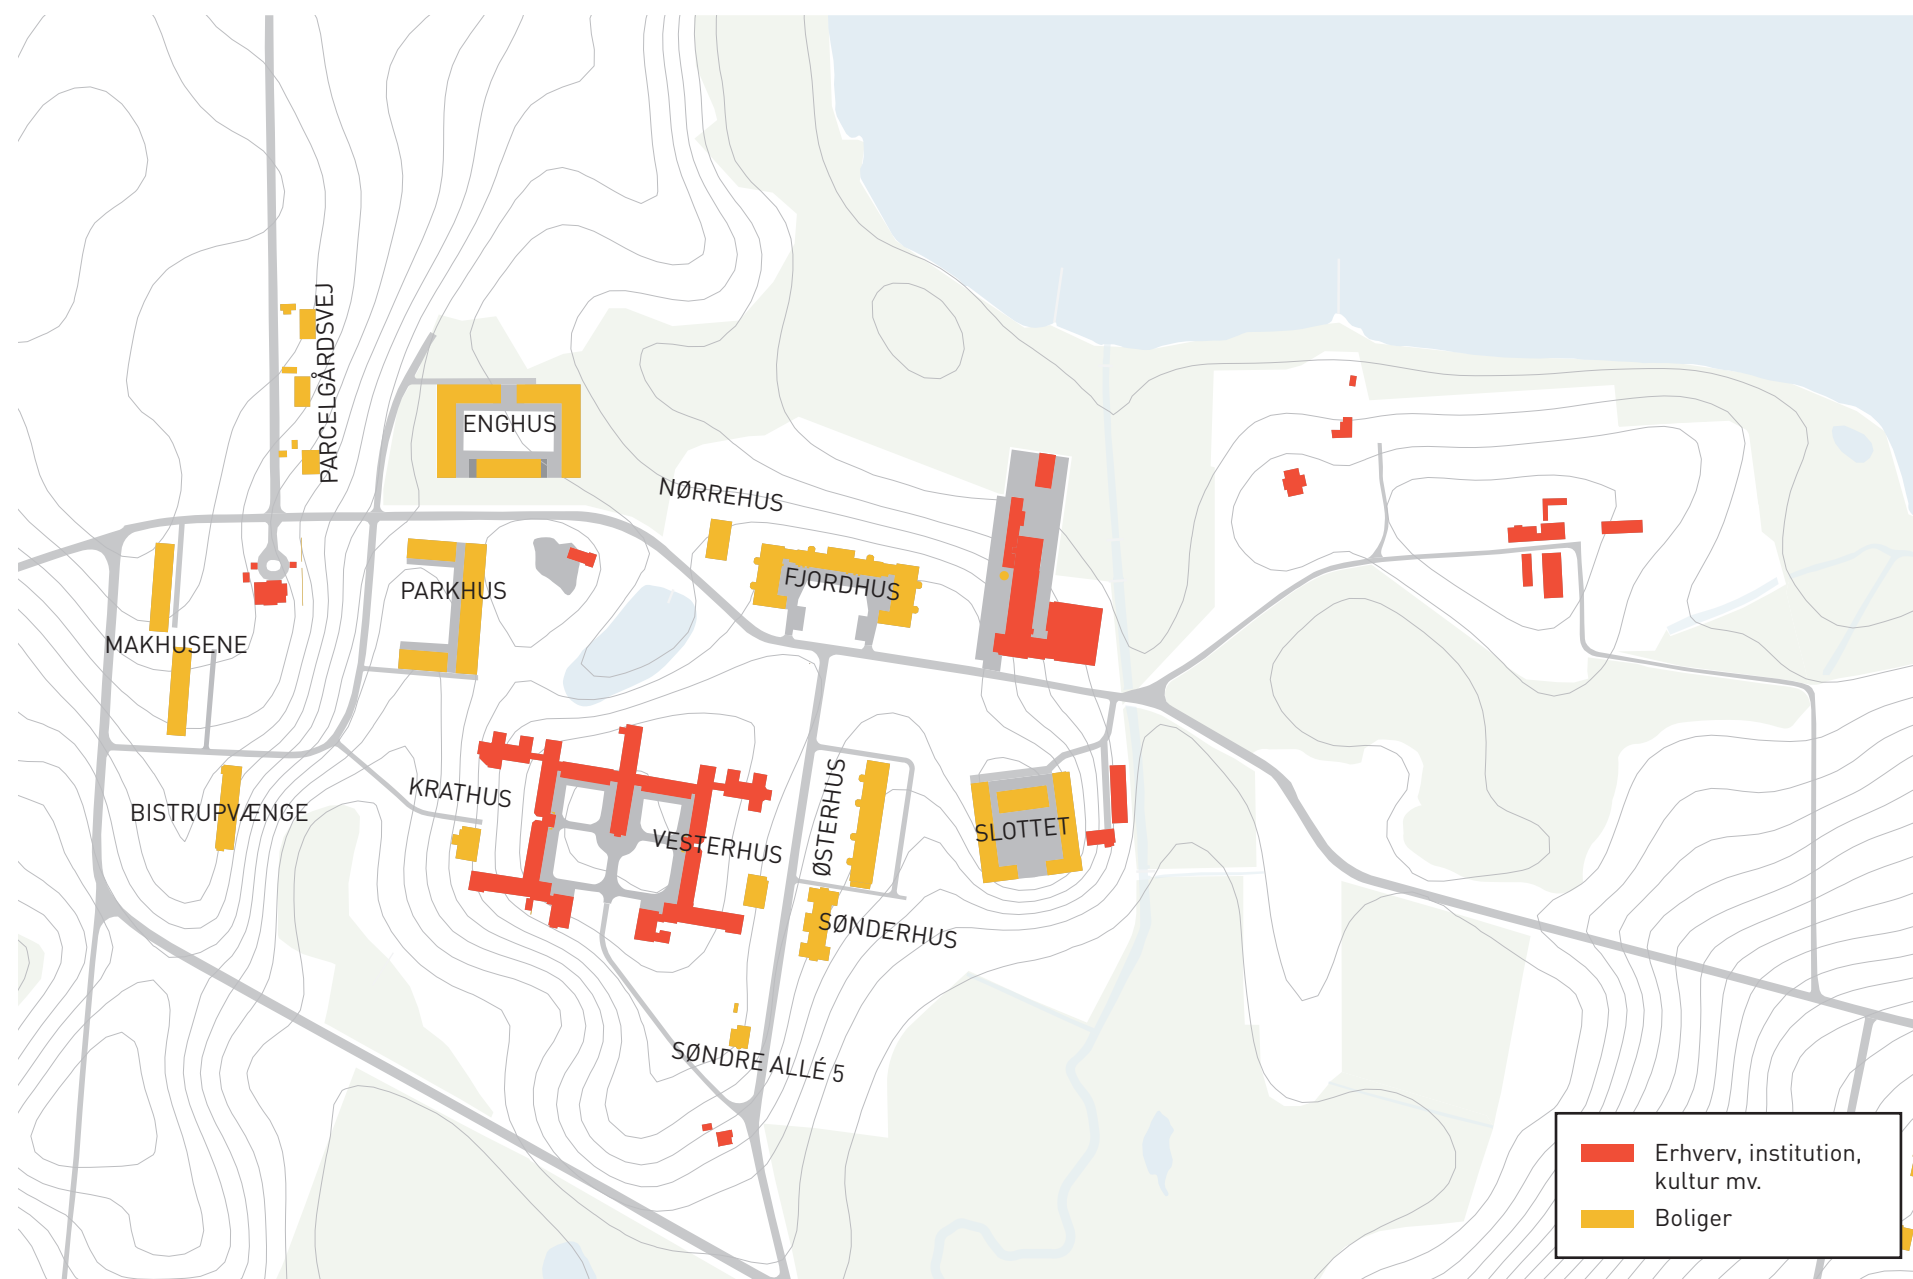 PARCELGÅRDSVEJ
ENGHUS
NØRREHUS
FJORDHUS
PARKHUS
MAKHUSENE
KRATHUS
BISTRUPVÆNGE
VESTERHUS
ØSTERHUS
SLOTTET
SØNDERHUS
SØNDRE ALLÉ 5
Erhverv, institution,
kultur mv.
Boliger